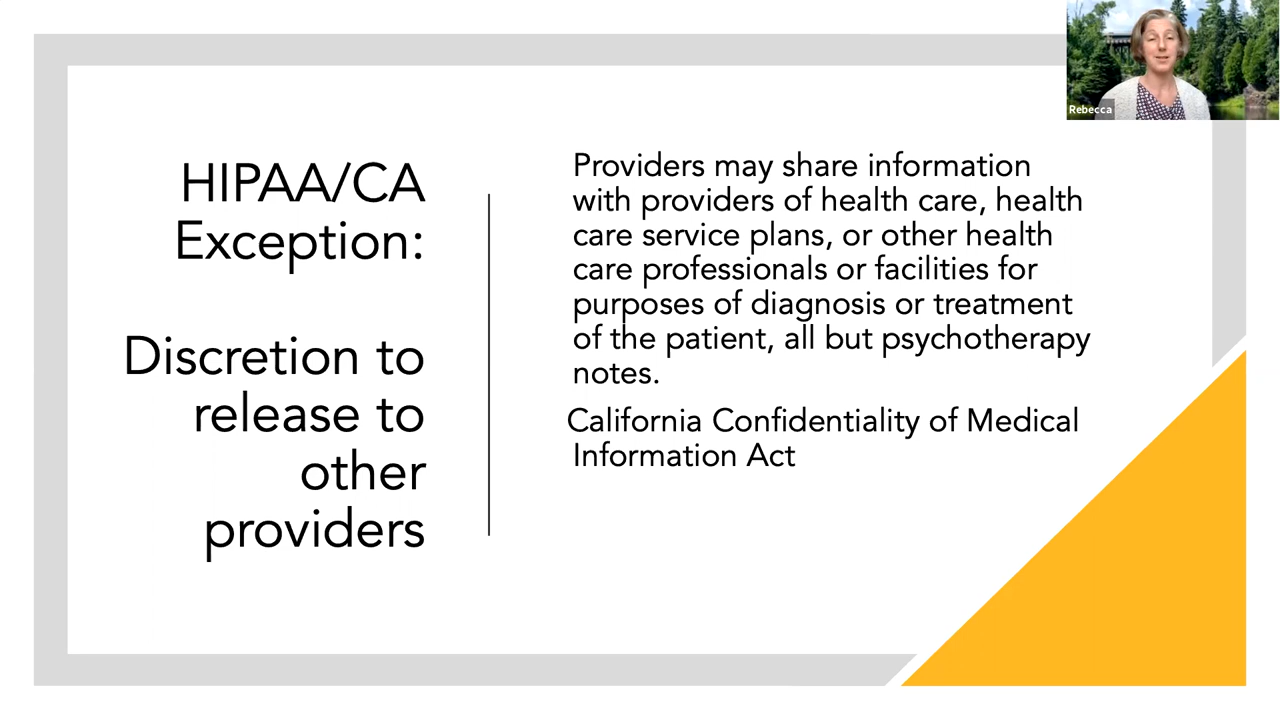 Rebecca
HIPAA/CA
Exception:
Discretion to
release to
other
providers
Providers may share information
with providers of health care, health
care service plans, or other health
care professionals or facilities for
purposes of diagnosis or treatment
of the patient, all but psychotherapy
notes.
California Confidentiality of Medical
Information Act